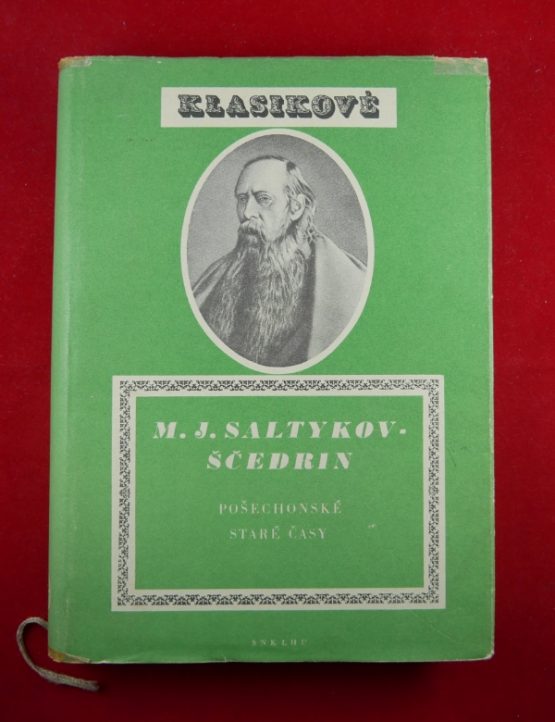 KLASIKOVÉ
M. J. SALTYKOV-
ŠČEDRIN
POŠECHONSKÉ
STARÉ ČASY
SNKLHU